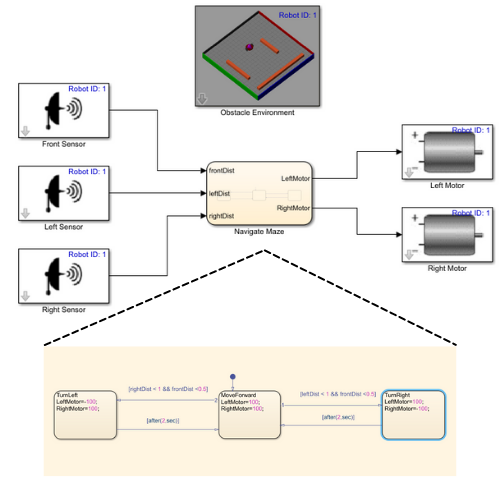 Robot ID: 1
Obstacle Environment
Robot ID: 1
Front Sensor
Robot ID: 1
Left Sensor
Robot ID: 1
Right Sensor
frontDist
leftDist
rightDist
LeftMotor
RightMotor
Navigate Maze
Robot ID: 1
Left Motor
Robot ID: 1
Right Motor
TurnLeft
LeftMotor=-100;
RightMotor=100;
[rightDist < 1 && frontDist <0.5]
2
[after(2,sec)]
MoveForward
LeftMotor=100;
RightMotor=100;
[leftDist < 1 && frontDist <0.5]
1
[after(2,sec)]
TurnRight
LeftMotor=100;
RightMotor=-100;